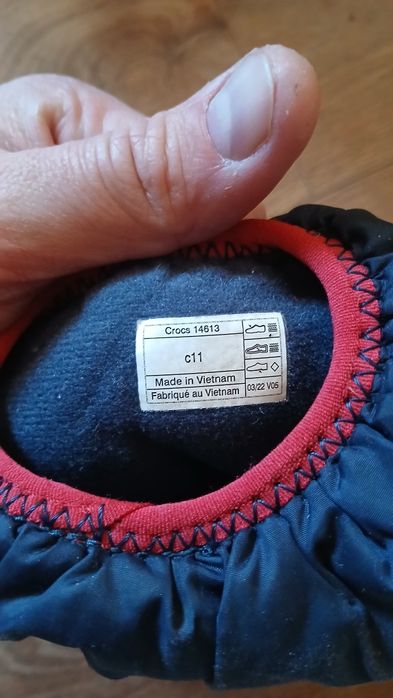 Crocs 14613
c11
Made in Vietnam
Fabriqué au Vietnam
03/22 V05